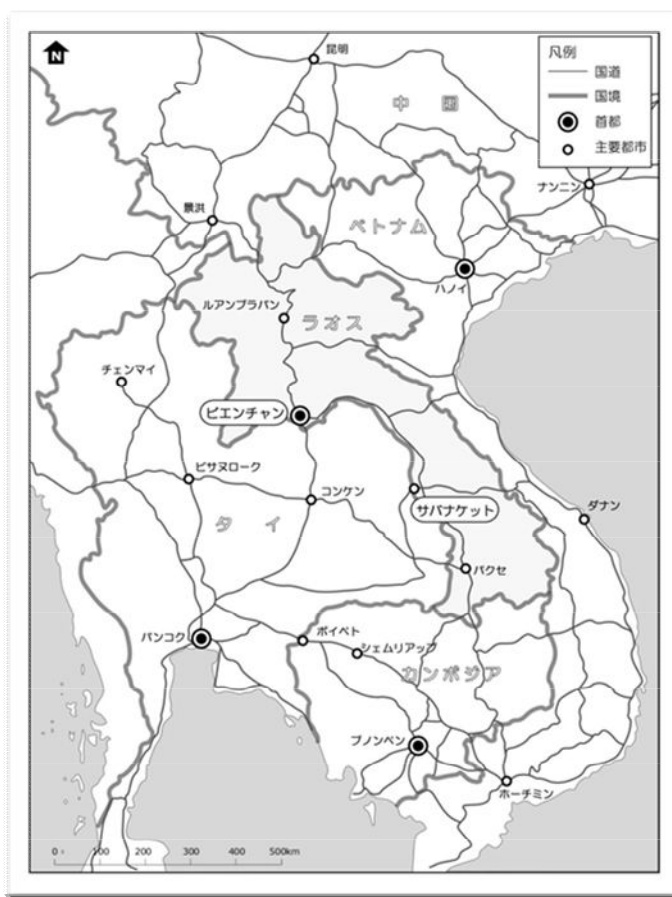 N
凡例
国道
国境
首都
主要都市
昆明
中 国
ナンニン
景洪
ベトナム
ハノイ
ルアンプラバン
ラオス
チェンマイ
ビエンチャン
ピサヌローク
コンケン
サバナケット
ダナン
タイ
パクセ
バンコク
ポイペト
シェムリアップ
カンボジア
プノンペン
ホーチミン
0 100 200 300 400 500km